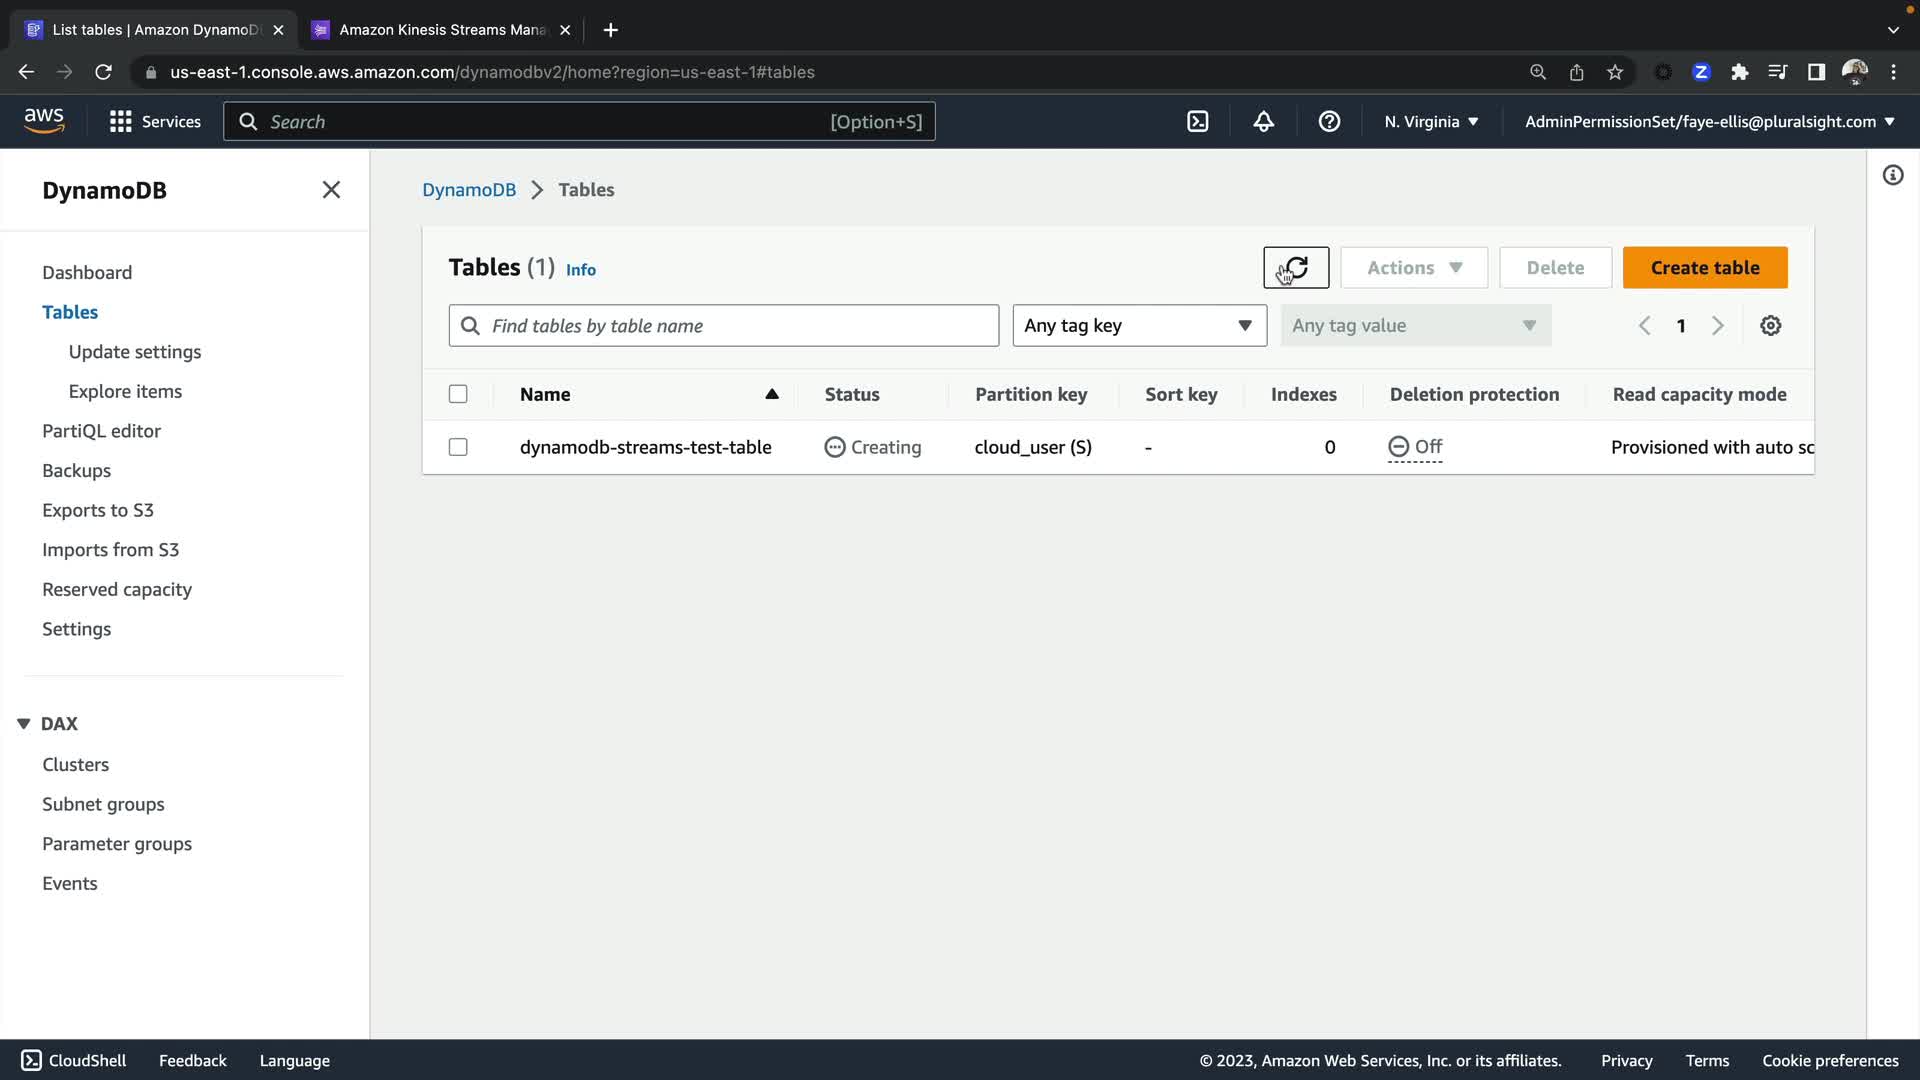 List tables | Amazon DynamoD
Amazon Kinesis Streams Mana
us-east-1.console.aws.amazon.com/dynamodbv2/home?region=us-east-1#tables
aws
Services
Search
[Option+S]
N. Virginia
AdminPermissionSet/faye-ellis@pluralsight.com
DynamoDB
Dashboard
Tables
Update settings
Explore items
PartiQL editor
Backups
Exports to S3
Imports from S3
Reserved capacity
Settings
DAX
Clusters
Subnet groups
Parameter groups
Events
DynamoDB > Tables
Tables (1) Info
Actions
Delete
Create table
Find tables by table name
Any tag key
Any tag value
1
Name Status Partition key Sort key Indexes Deletion protection Read capacity mode
dynamodb-streams-test-table Creating cloud_user (S) - 0 Off Provisioned with auto sc
CloudShell Feedback Language
© 2023, Amazon Web Services, Inc. or its affiliates. Privacy Terms Cookie preferences